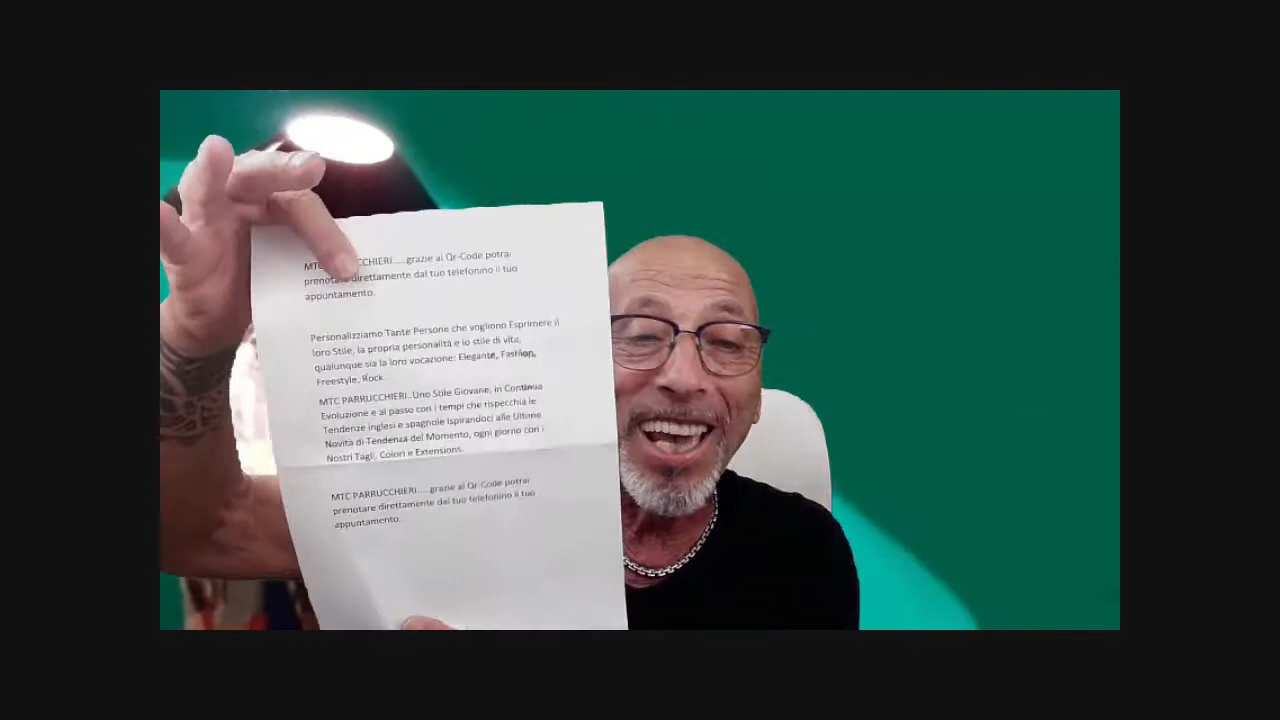 MTC PARRUCCHIERI.....grazie al Qr-Code potrai
prenotare direttamente dal tuo telefonino il tuo
appuntamento.
Personalizziamo Tante Persone che vogliono Esprimere il
loro Stile, la propria personalità e lo stile di vita,
qualunque sia la loro vocazione: Elegante, Fashion,
Freestyle, Rock.
MTC PARRUCCHIERI..Uno Stile Giovane, in Continua
Evoluzione e al passo con i tempi che rispecchia le
Tendenze inglesi e spagnole Ispirandoci alle Ultime
Novità di Tendenza del Momento, ogni giorno con i
Nostri Tagli, Colori e Extensions.
MTC PARRUCCHIERI.....grazie al Qr-Code potrai
prenotare direttamente dal tuo telefonino il tuo
appuntamento.